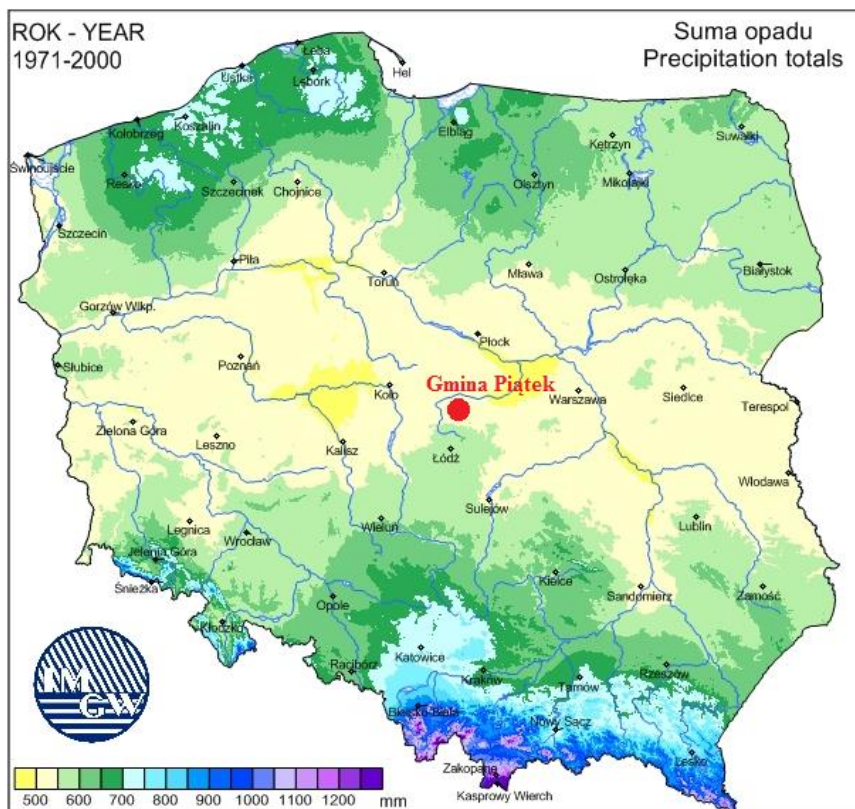 ROK - YEAR
1971-2000
Suma opadu
Precipitation totals
Łeba
Hel
Ustka
Lębork
Koszalin
Kołobrzeg
Elbląg
Kętrzyn
Suwałki
Świnoujście
Resko
Szczecinek
Chojnice
Olsztyn
Mikołajki
Szczecin
Piła
Toruń
Mława
Ostrołęka
Białystok
Gorzów Wlkp.
Płock
Słubice
Poznań
Koło
Gmina Piątek
Warszawa
Siedlce
Terespol
Zielona Góra
Leszno
Kalisz
Łódź
Włodawa
Sulejów
Legnica
Wrocław
Wieluń
Lublin
Jelenia Góra
Śnieżka
Opole
Kielce
Sandomierz
Zamość
Kłodzko
Katowice
Racibórz
Kraków
Tarnów
Rzeszów
Bielsko-Biała
Nowy Sącz
Lesko
Zakopane
Kasprowy Wierch
IM
GW
500 600 700 800 900 1000 1100 1200 mm